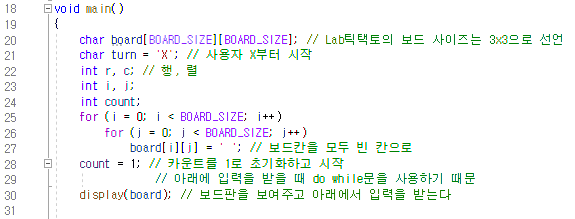 18 void main()
19 {
20 char board[BOARD_SIZE][BOARD_SIZE]; // Lab틱택토의 보드 사이즈는 3x3으로 선언
21 char turn = 'X'; // 사용자 X부터 시작
22 int r, c; // 행, 렬
23 int i, j;
24 int count;
25 for (i = 0; i < BOARD_SIZE; i++)
26 for (j = 0; j < BOARD_SIZE; j++)
27 board[i][j] = ' '; // 보드칸을 모두 빈 칸으로
28 count = 1; // 카운트를 1로 초기화하고 시작
29 // 아래에 입력을 받을 때 do while문을 사용하기 때문
30 display(board); // 보드판을 보여주고 아래에서 입력을 받는다